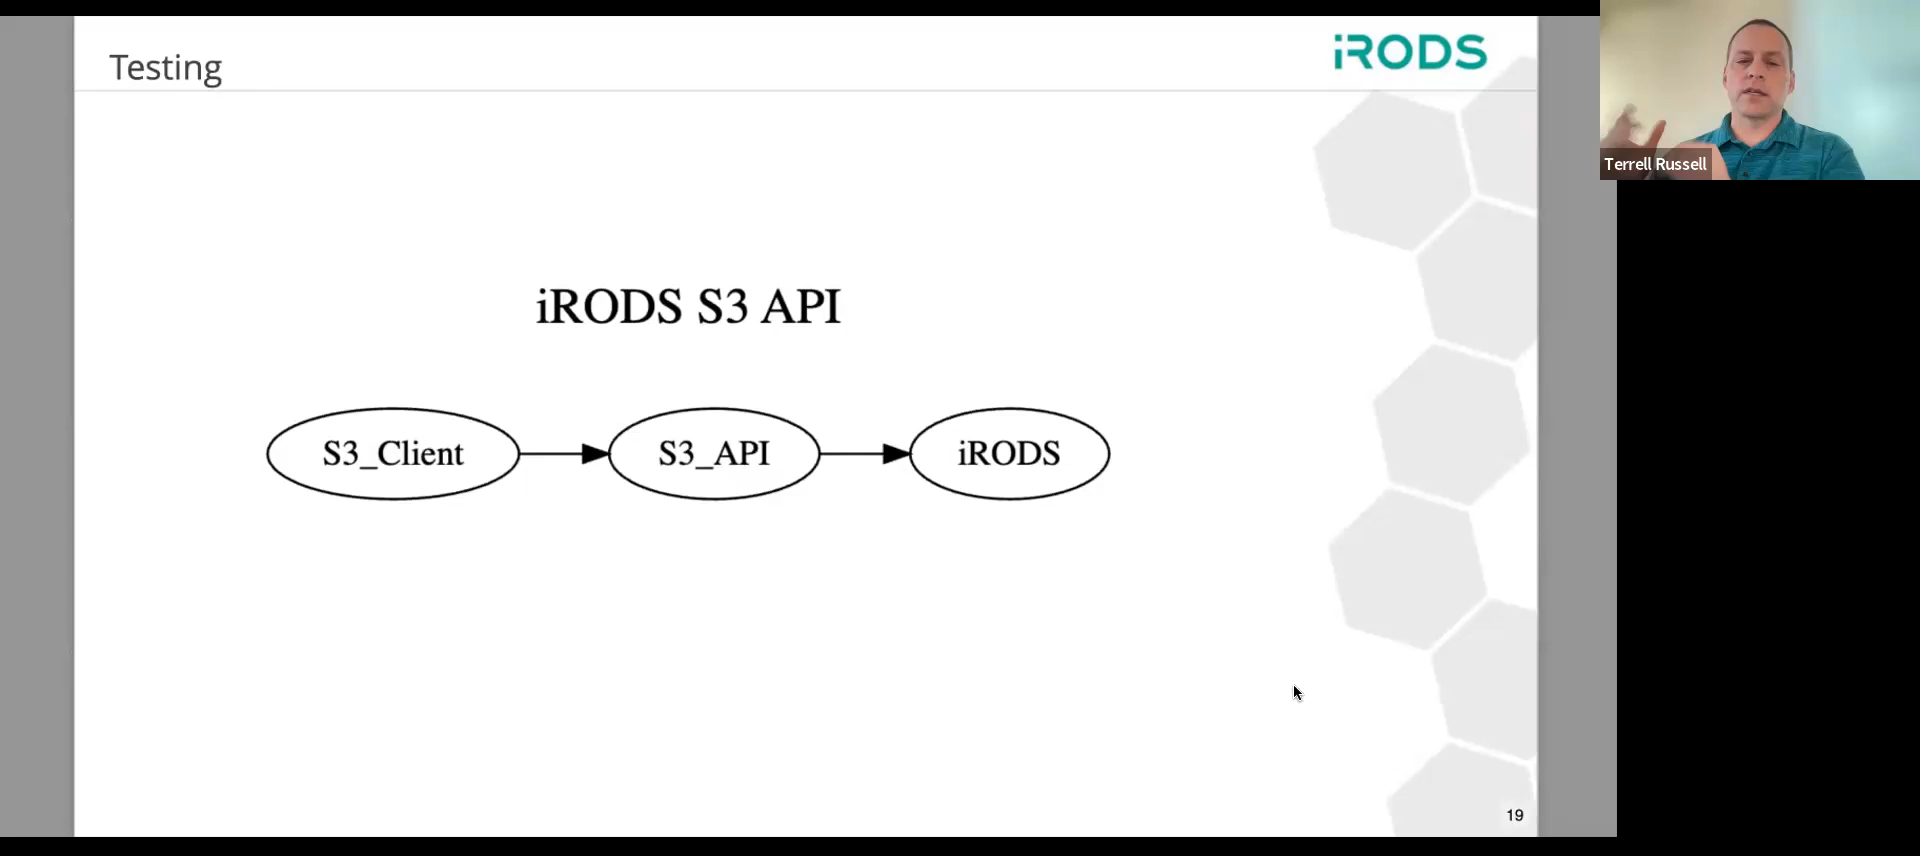 Testing
iRODS
Terrell Russell
iRODS S3 API
S3_Client
S3_API
iRODS
19